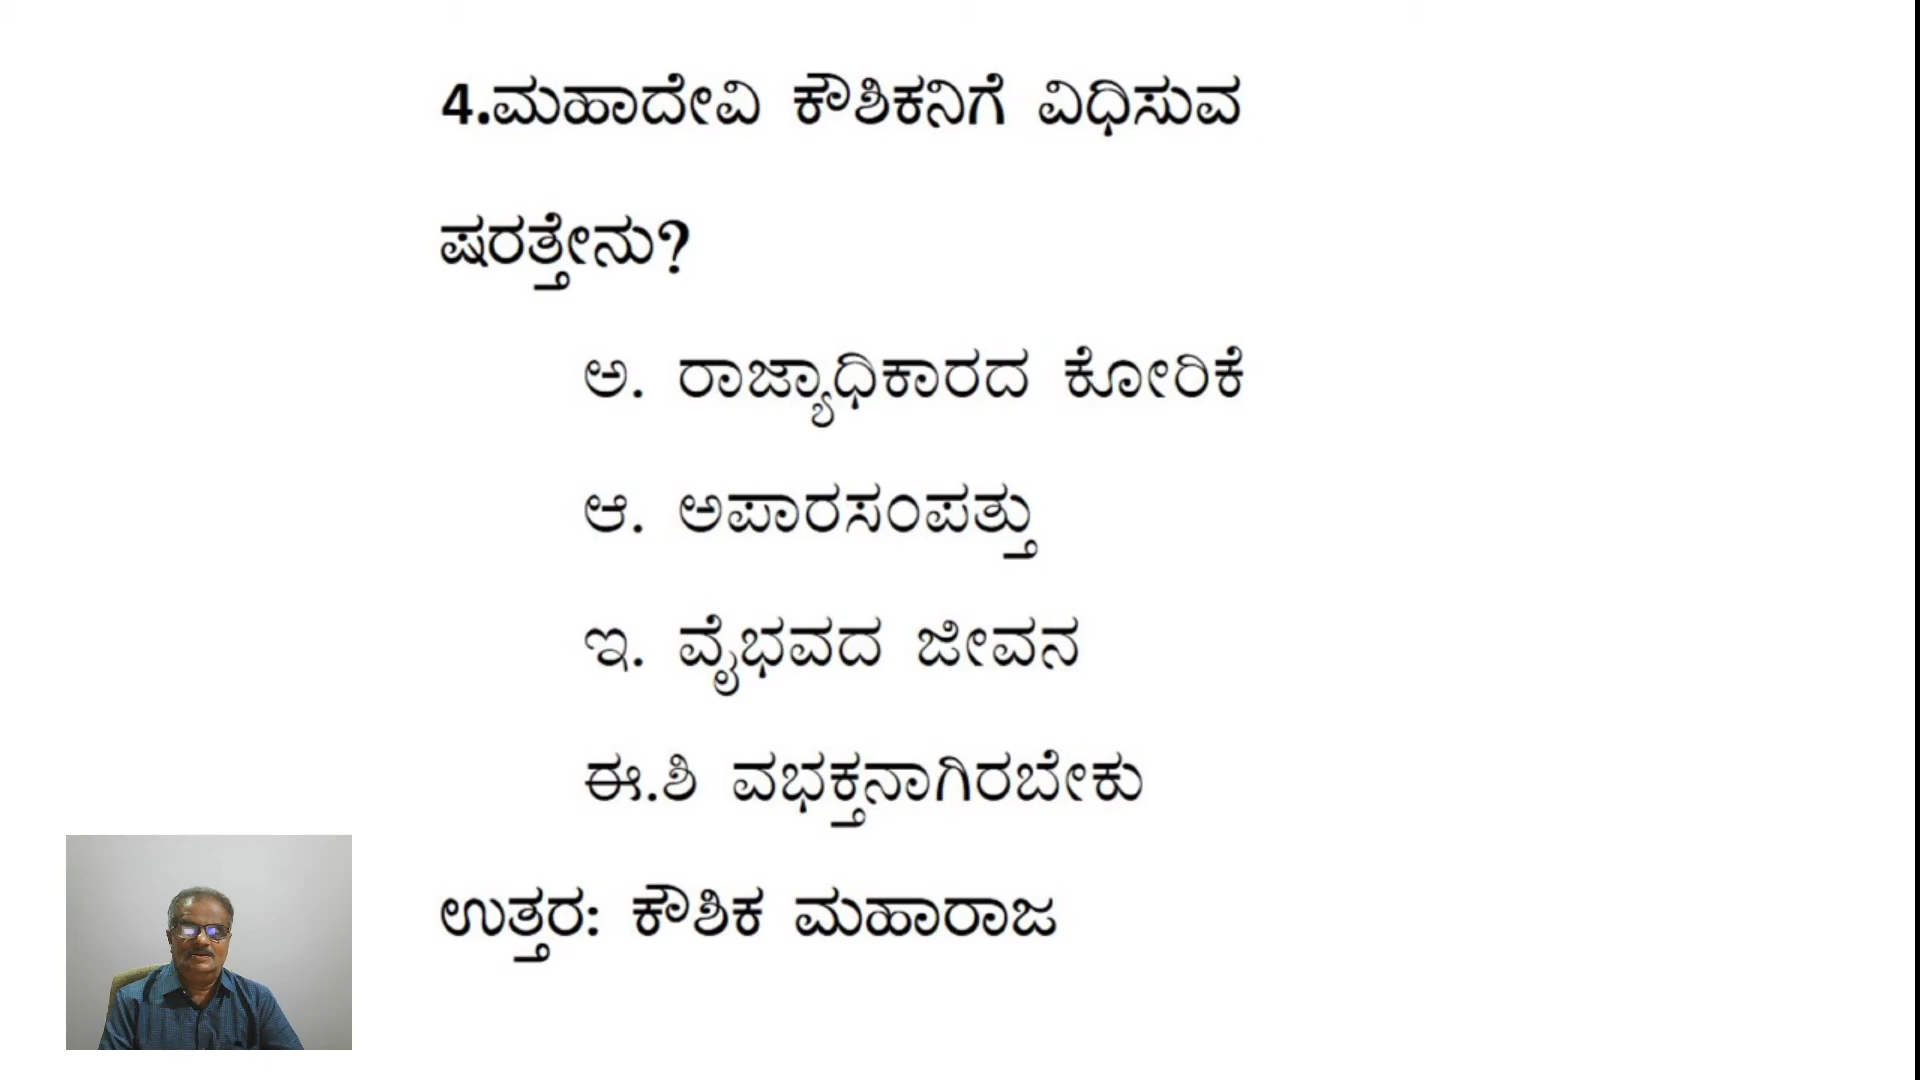 4.ಮಹಾದೇವಿ ಕೌಶಿಕನಿಗೆ ವಿಧಿಸುವ
ಷರತ್ತೇನು?
ಅ. ರಾಜ್ಯಾಧಿಕಾರದ ಕೋರಿಕೆ
ಆ. ಅಪಾರಸಂಪತ್ತು
ಇ. ವೈಭವದ ಜೀವನ
ಈ.ಶಿ ವಭಕ್ತನಾಗಿರಬೇಕು
ಉತ್ತರ: ಕೌಶಿಕ ಮಹಾರಾಜ